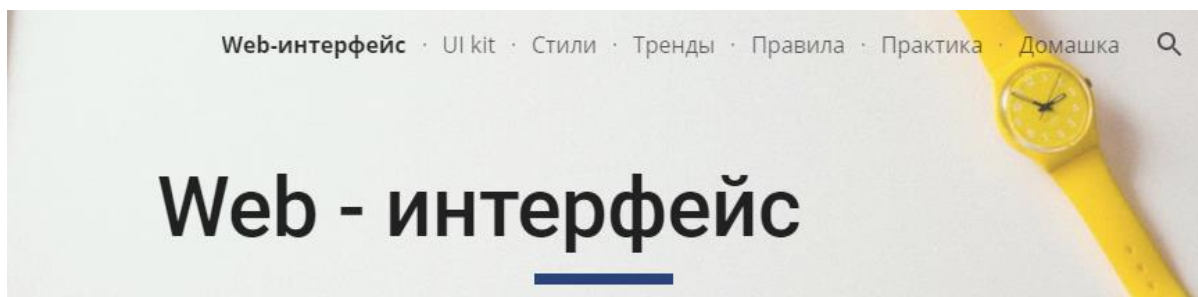 Web-интерфейс · UI kit · Стили · Тренды · Правила · Практика · Домашка
Web - интерфейс